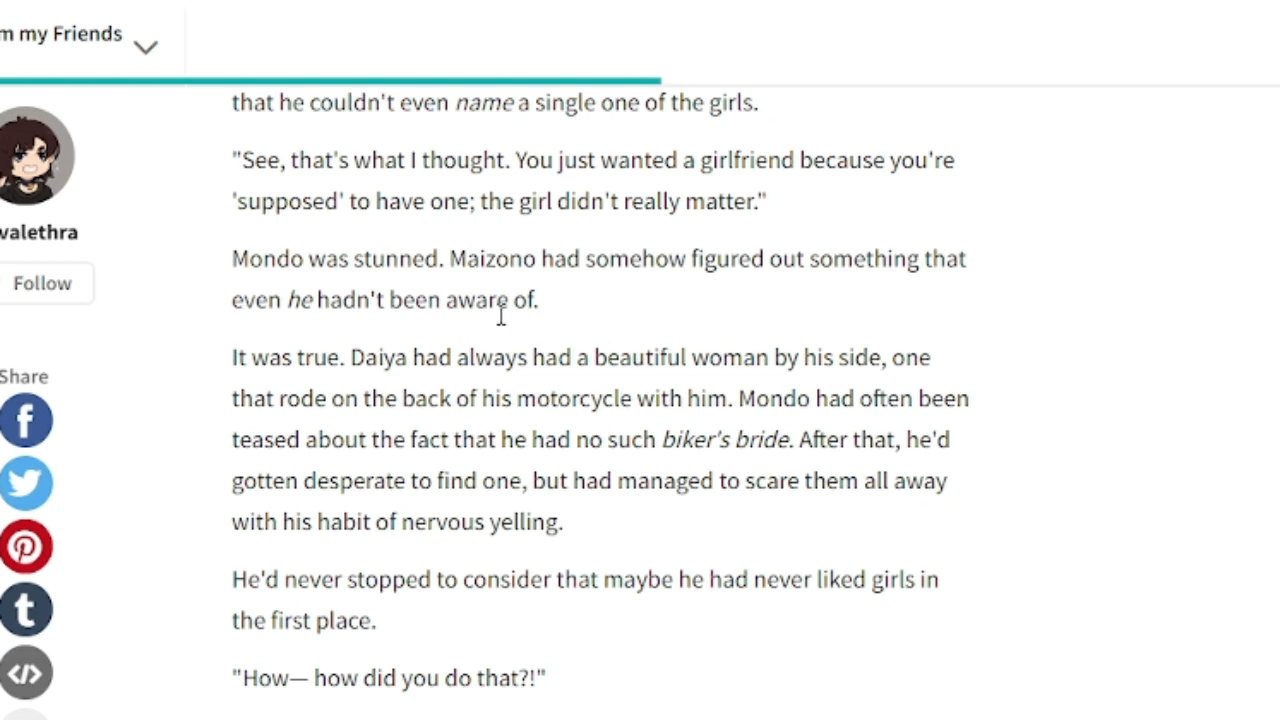 m my Friends
that he couldn't even name a single one of the girls.
"See, that's what I thought. You just wanted a girlfriend because you're
'supposed' to have one; the girl didn't really matter."
valethra
Follow
Mondo was stunned. Maizono had somehow figured out something that
even he hadn't been aware of.
Share
It was true. Daiya had always had a beautiful woman by his side, one
that rode on the back of his motorcycle with him. Mondo had often been
teased about the fact that he had no such biker's bride. After that, he'd
gotten desperate to find one, but had managed to scare them all away
with his habit of nervous yelling.
He'd never stopped to consider that maybe he had never liked girls in
the first place.
"How— how did you do that?!"